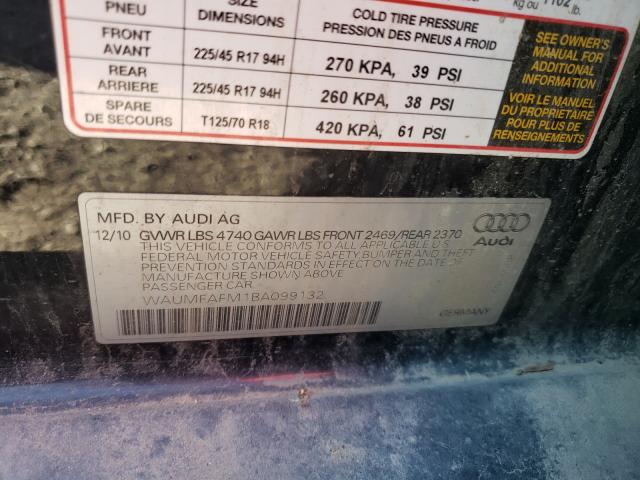 kg ou 1102 lb.
PNEU SIZE DIMENSIONS COLD TIRE PRESSURE PRESSION DES PNEUS A FROID
FRONT AVANT 225/45 R17 94H 270 KPA, 39 PSI
REAR ARRIERE 225/45 R17 94H 260 KPA, 38 PSI
SPARE DE SECOURS T125/70 R18 420 KPA, 61 PSI
SEE OWNER'S
MANUAL FOR
ADDITIONAL
INFORMATION
VOIR LE MANUEL
DU PROPRIETAIRE
POUR PLUS DE
RENSEIGNEMENTS
MFD. BY AUDI AG
12/10 GVWR LBS 4740 GAWR LBS FRONT 2469/REAR 2370
THIS VEHICLE CONFORMS TO ALL APPLICABLE U.S.
FEDERAL MOTOR VEHICLE SAFETY, BUMPER AND THEFT
PREVENTION STANDARDS IN EFFECT ON THE DATE OF
MANUFACTURE SHOWN ABOVE.
PASSENGER CAR
WAUMFAFM1BA099132
Audi
GERMANY